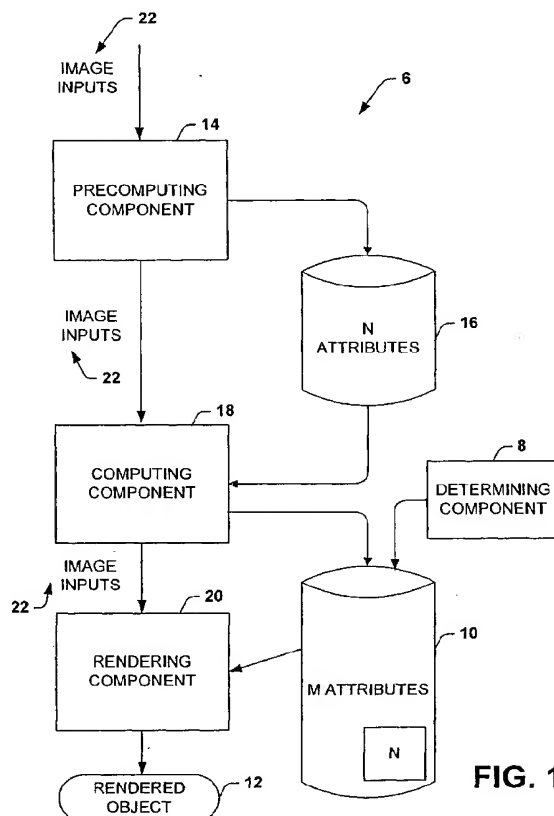 22
IMAGE
INPUTS
6
14
PRECOMPUTING
COMPONENT
IMAGE
INPUTS
22
N
ATTRIBUTES
16
18
COMPUTING
COMPONENT
8
DETERMINING
COMPONENT
IMAGE
INPUTS
22
20
RENDERING
COMPONENT
10
M ATTRIBUTES
N
RENDERED
OBJECT
12
FIG. 1